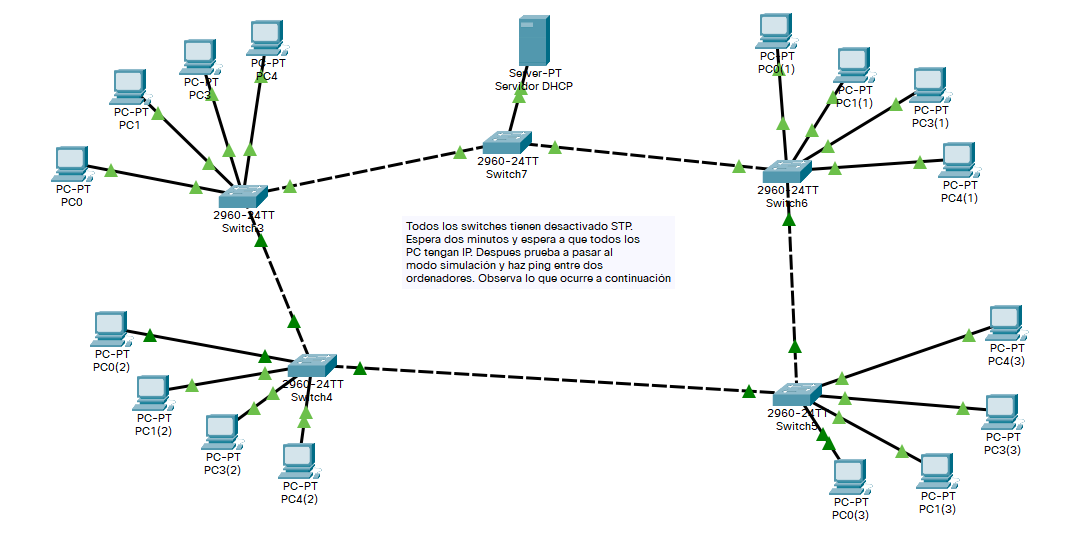 PC-PT
PC4
PC-PT
PC3
PC-PT
PC1
PC-PT
PC0
2960-24TT
Switch3
Server-PT
Servidor DHCP
2960-24TT
Switch7
PC-PT
PC0(1)
PC-PT
PC1(1)
PC-PT
PC3(1)
PC-PT
PC4(1)
2960-24TT
Switch6
Todos los switches tienen desactivado STP.
Espera dos minutos y espera a que todos los
PC tengan IP. Despues prueba a pasar al
modo simulación y haz ping entre dos
ordenadores. Observa lo que ocurre a continuación
PC-PT
PC0(2)
PC-PT
PC1(2)
PC-PT
PC3(2)
PC-PT
PC4(2)
2960-24TT
Switch4
2960-24TT
Switch5
PC-PT
PC4(3)
PC-PT
PC3(3)
PC-PT
PC1(3)
PC-PT
PC0(3)